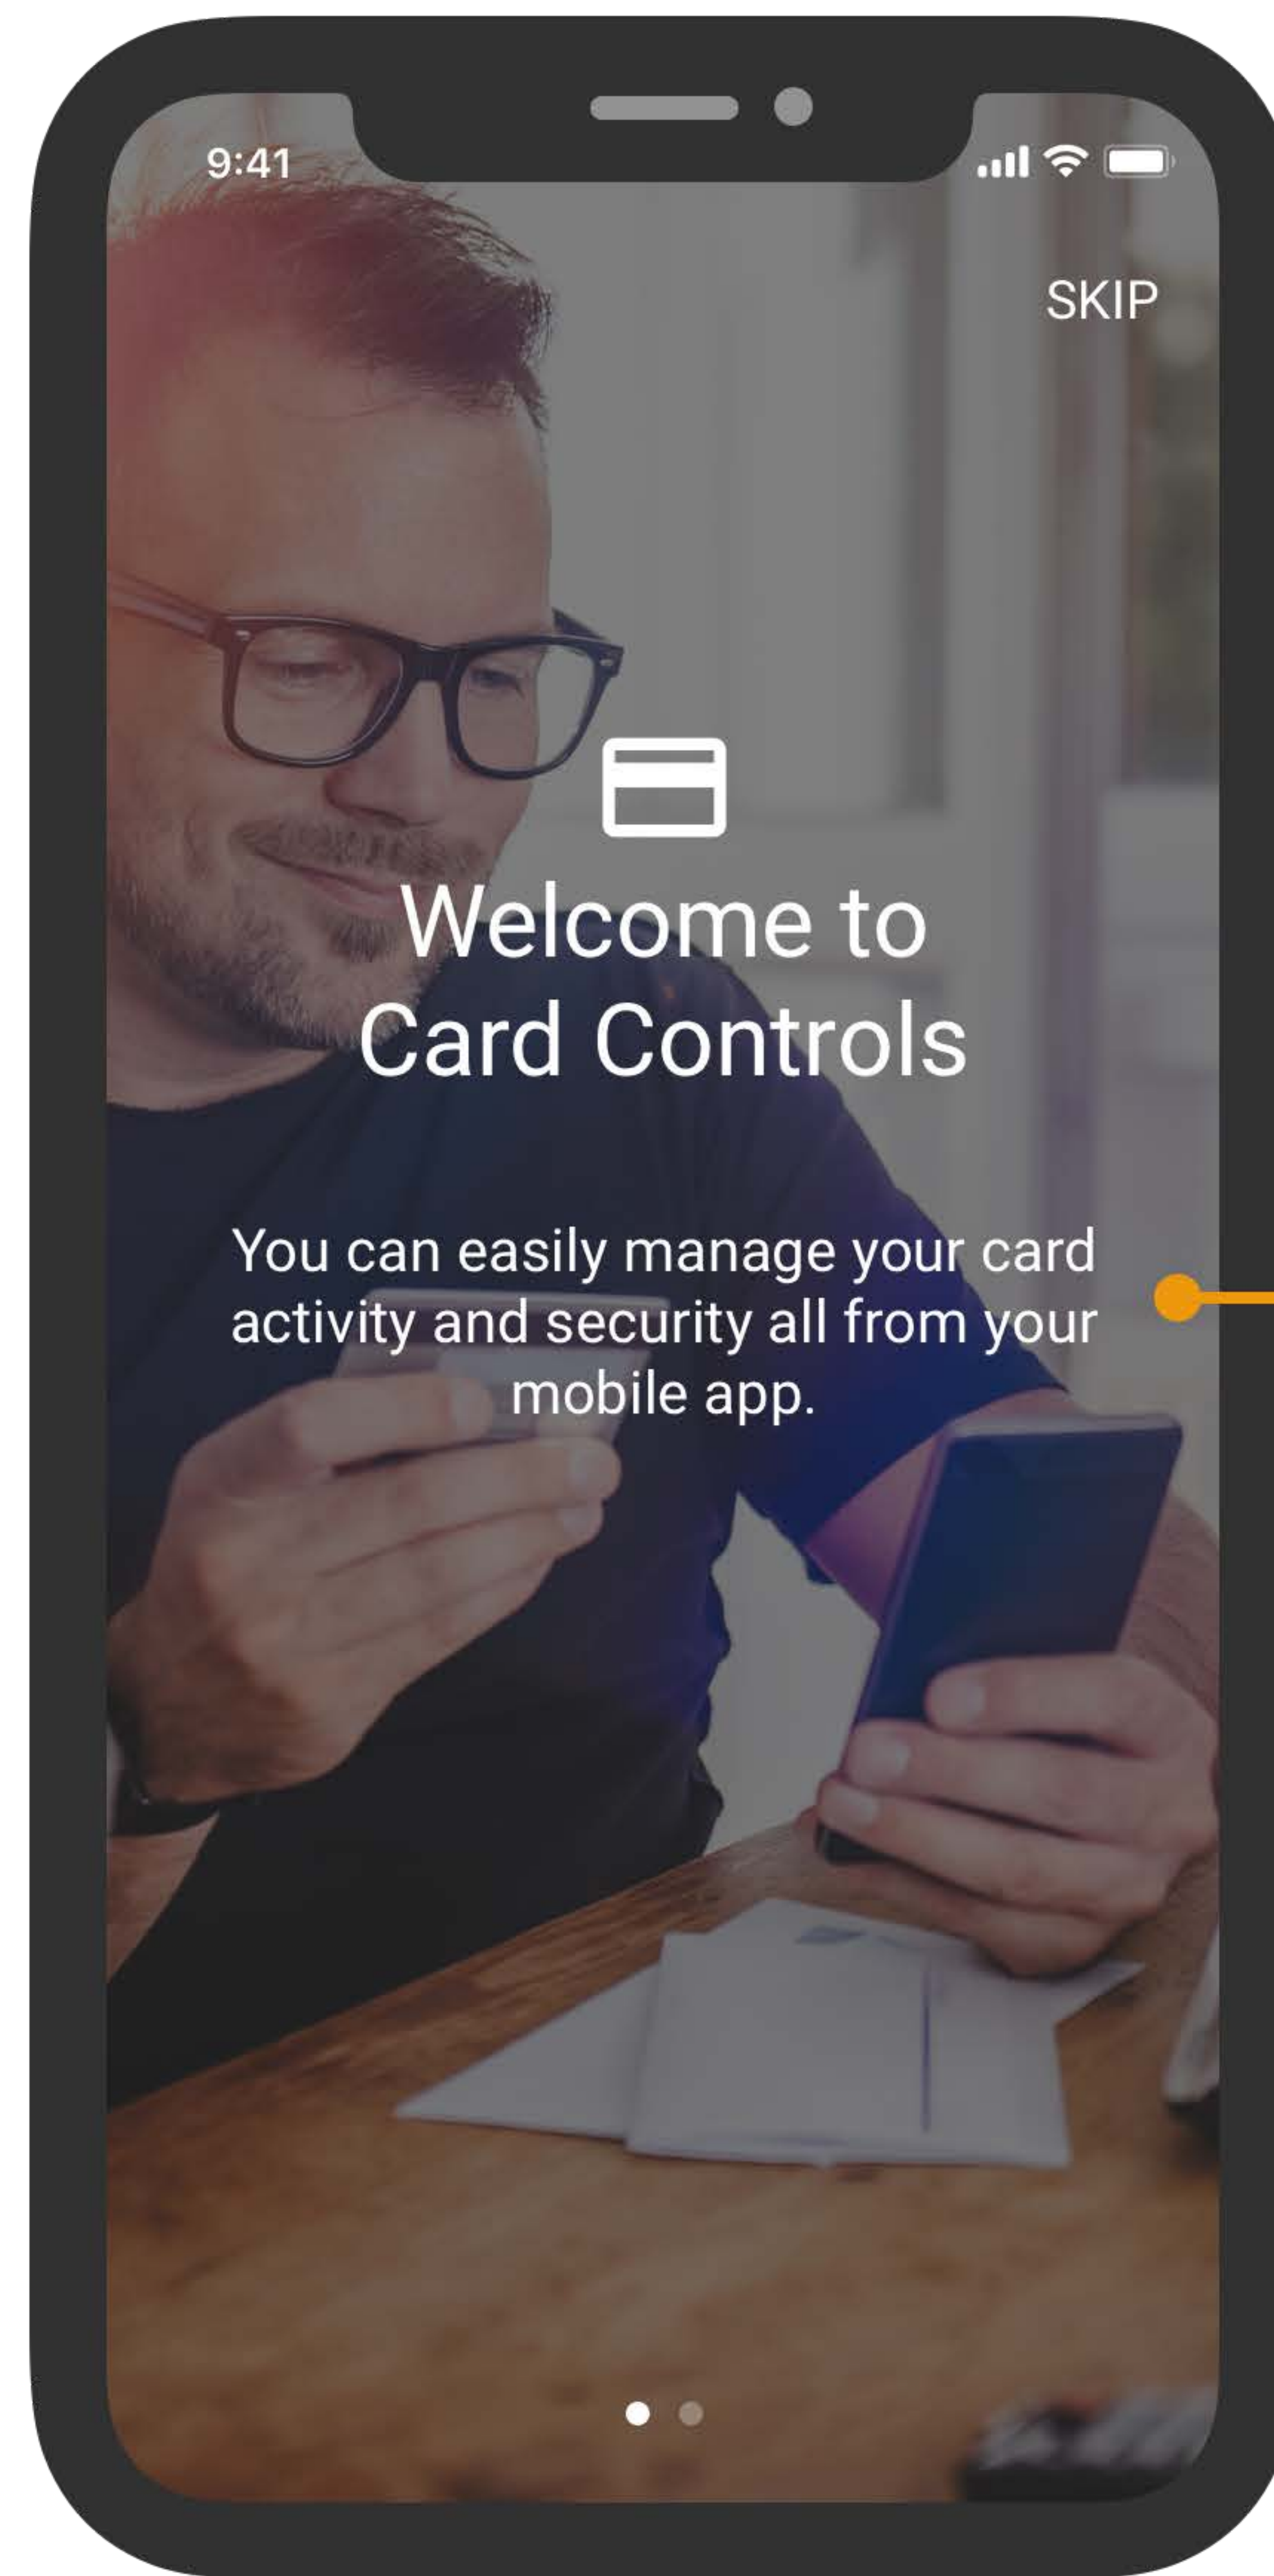 9:41
SKIP
Welcome to
Card Controls
You can easily manage your card
activity and security all from your
mobile app.